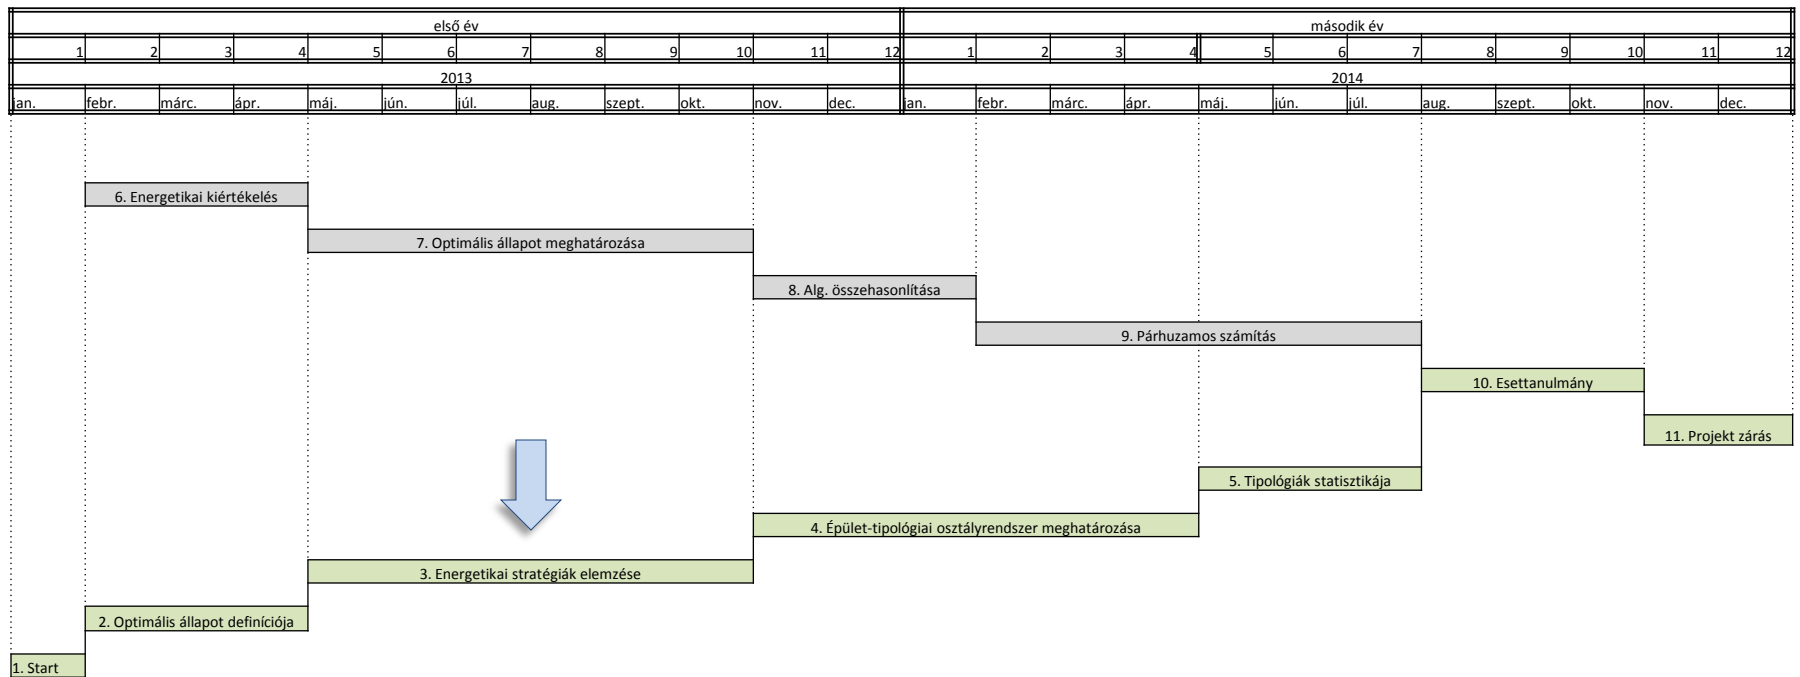 első év második év
1 2 3 4 5 6 7 8 9 10 11 12 1 2 3 4 5 6 7 8 9 10 11 12
2013 2014
jan. febr. márc. ápr. máj. jún. júl. aug. szept. okt. nov. dec. jan. febr. márc. ápr. máj. jún. júl. aug. szept. okt. nov. dec.
6. Energetikai kiértékelés
7. Optimális állapot meghatározása
8. Alg. összehasonlítása
9. Párhuzamos számítás
10. Esettanulmány
11. Projekt zárás
5. Tipológiák statisztikája
4. Épület-tipológiai osztályrendszer meghatározása
3. Energetikai stratégiák elemzése
2. Optimális állapot definíciója
1. Start